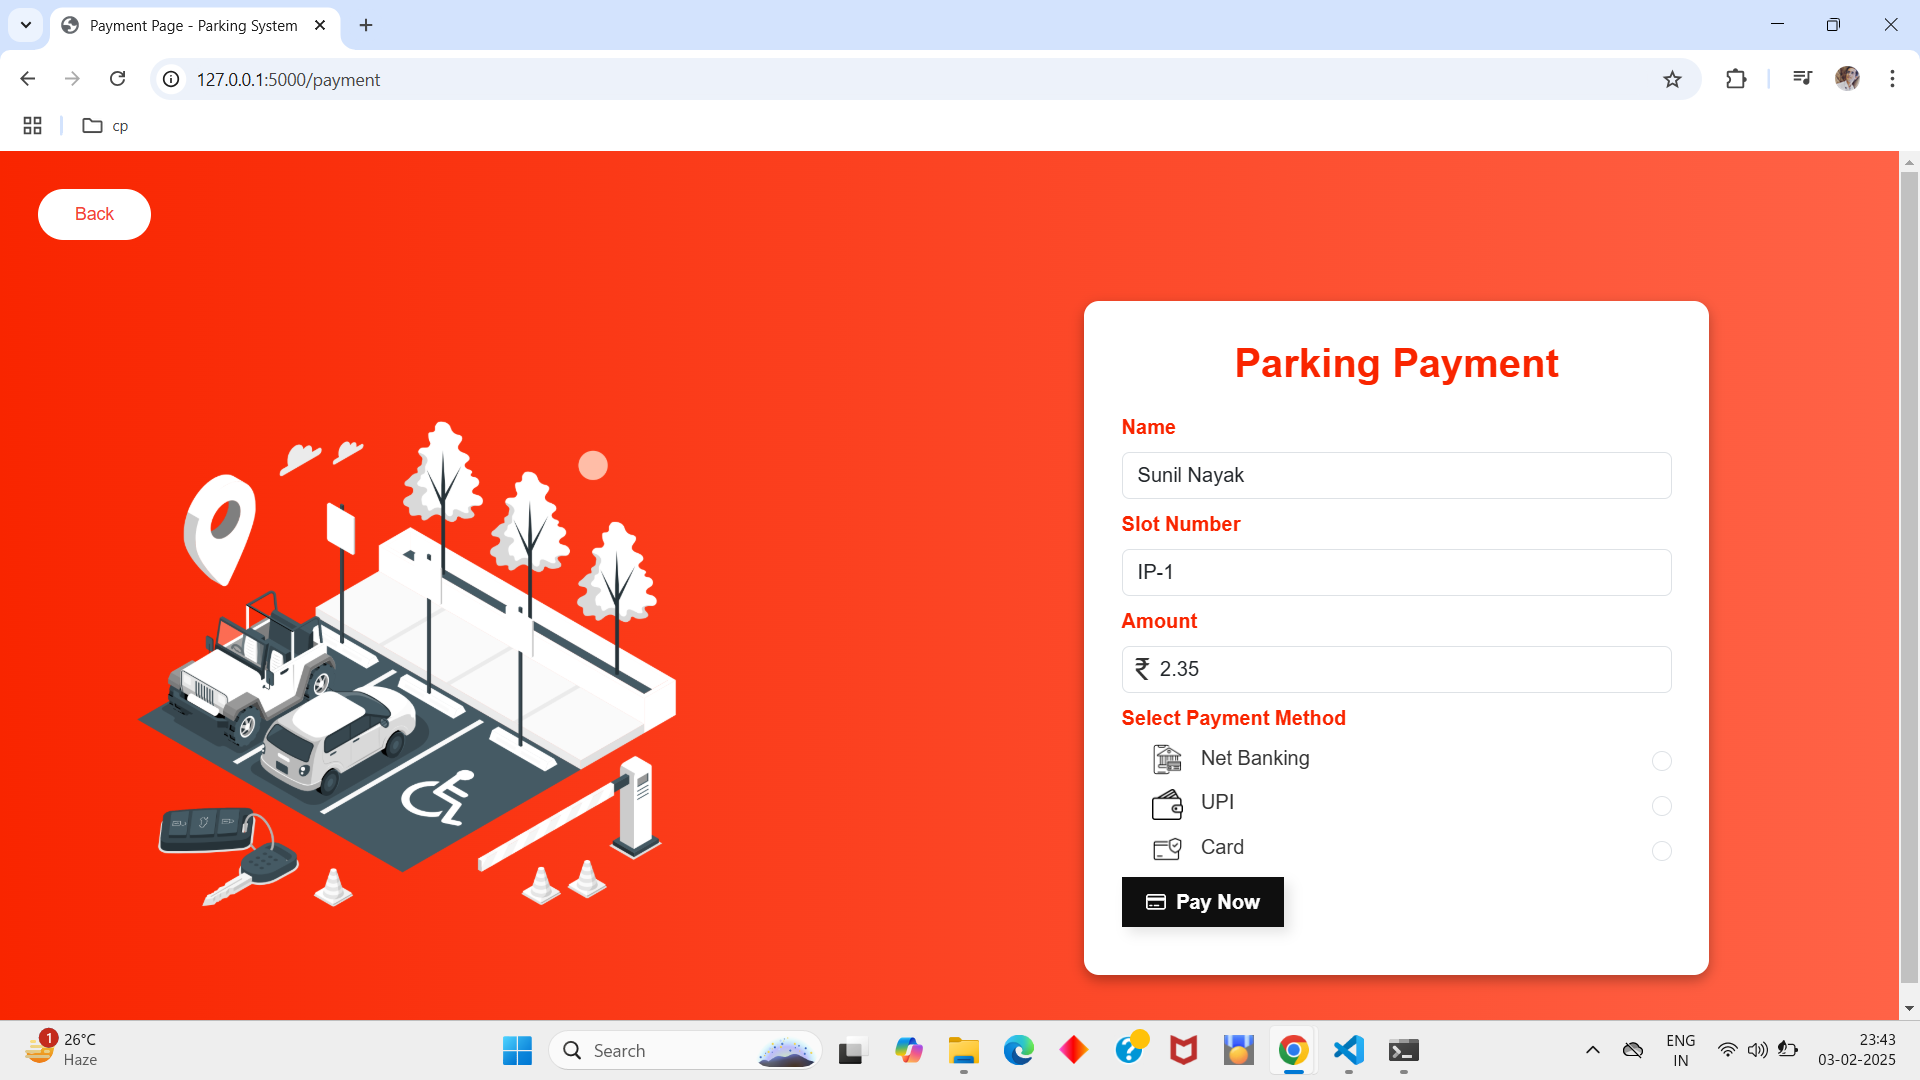 Payment Page - Parking System
127.0.0.1:5000/payment
cp
Back
Parking Payment
Name
Sunil Nayak
Slot Number
IP-1
Amount
₹ 2.35
Select Payment Method
Net Banking
UPI
Card
Pay Now
1
26°C
Haze
Search
ENG
IN
23:43
03-02-2025